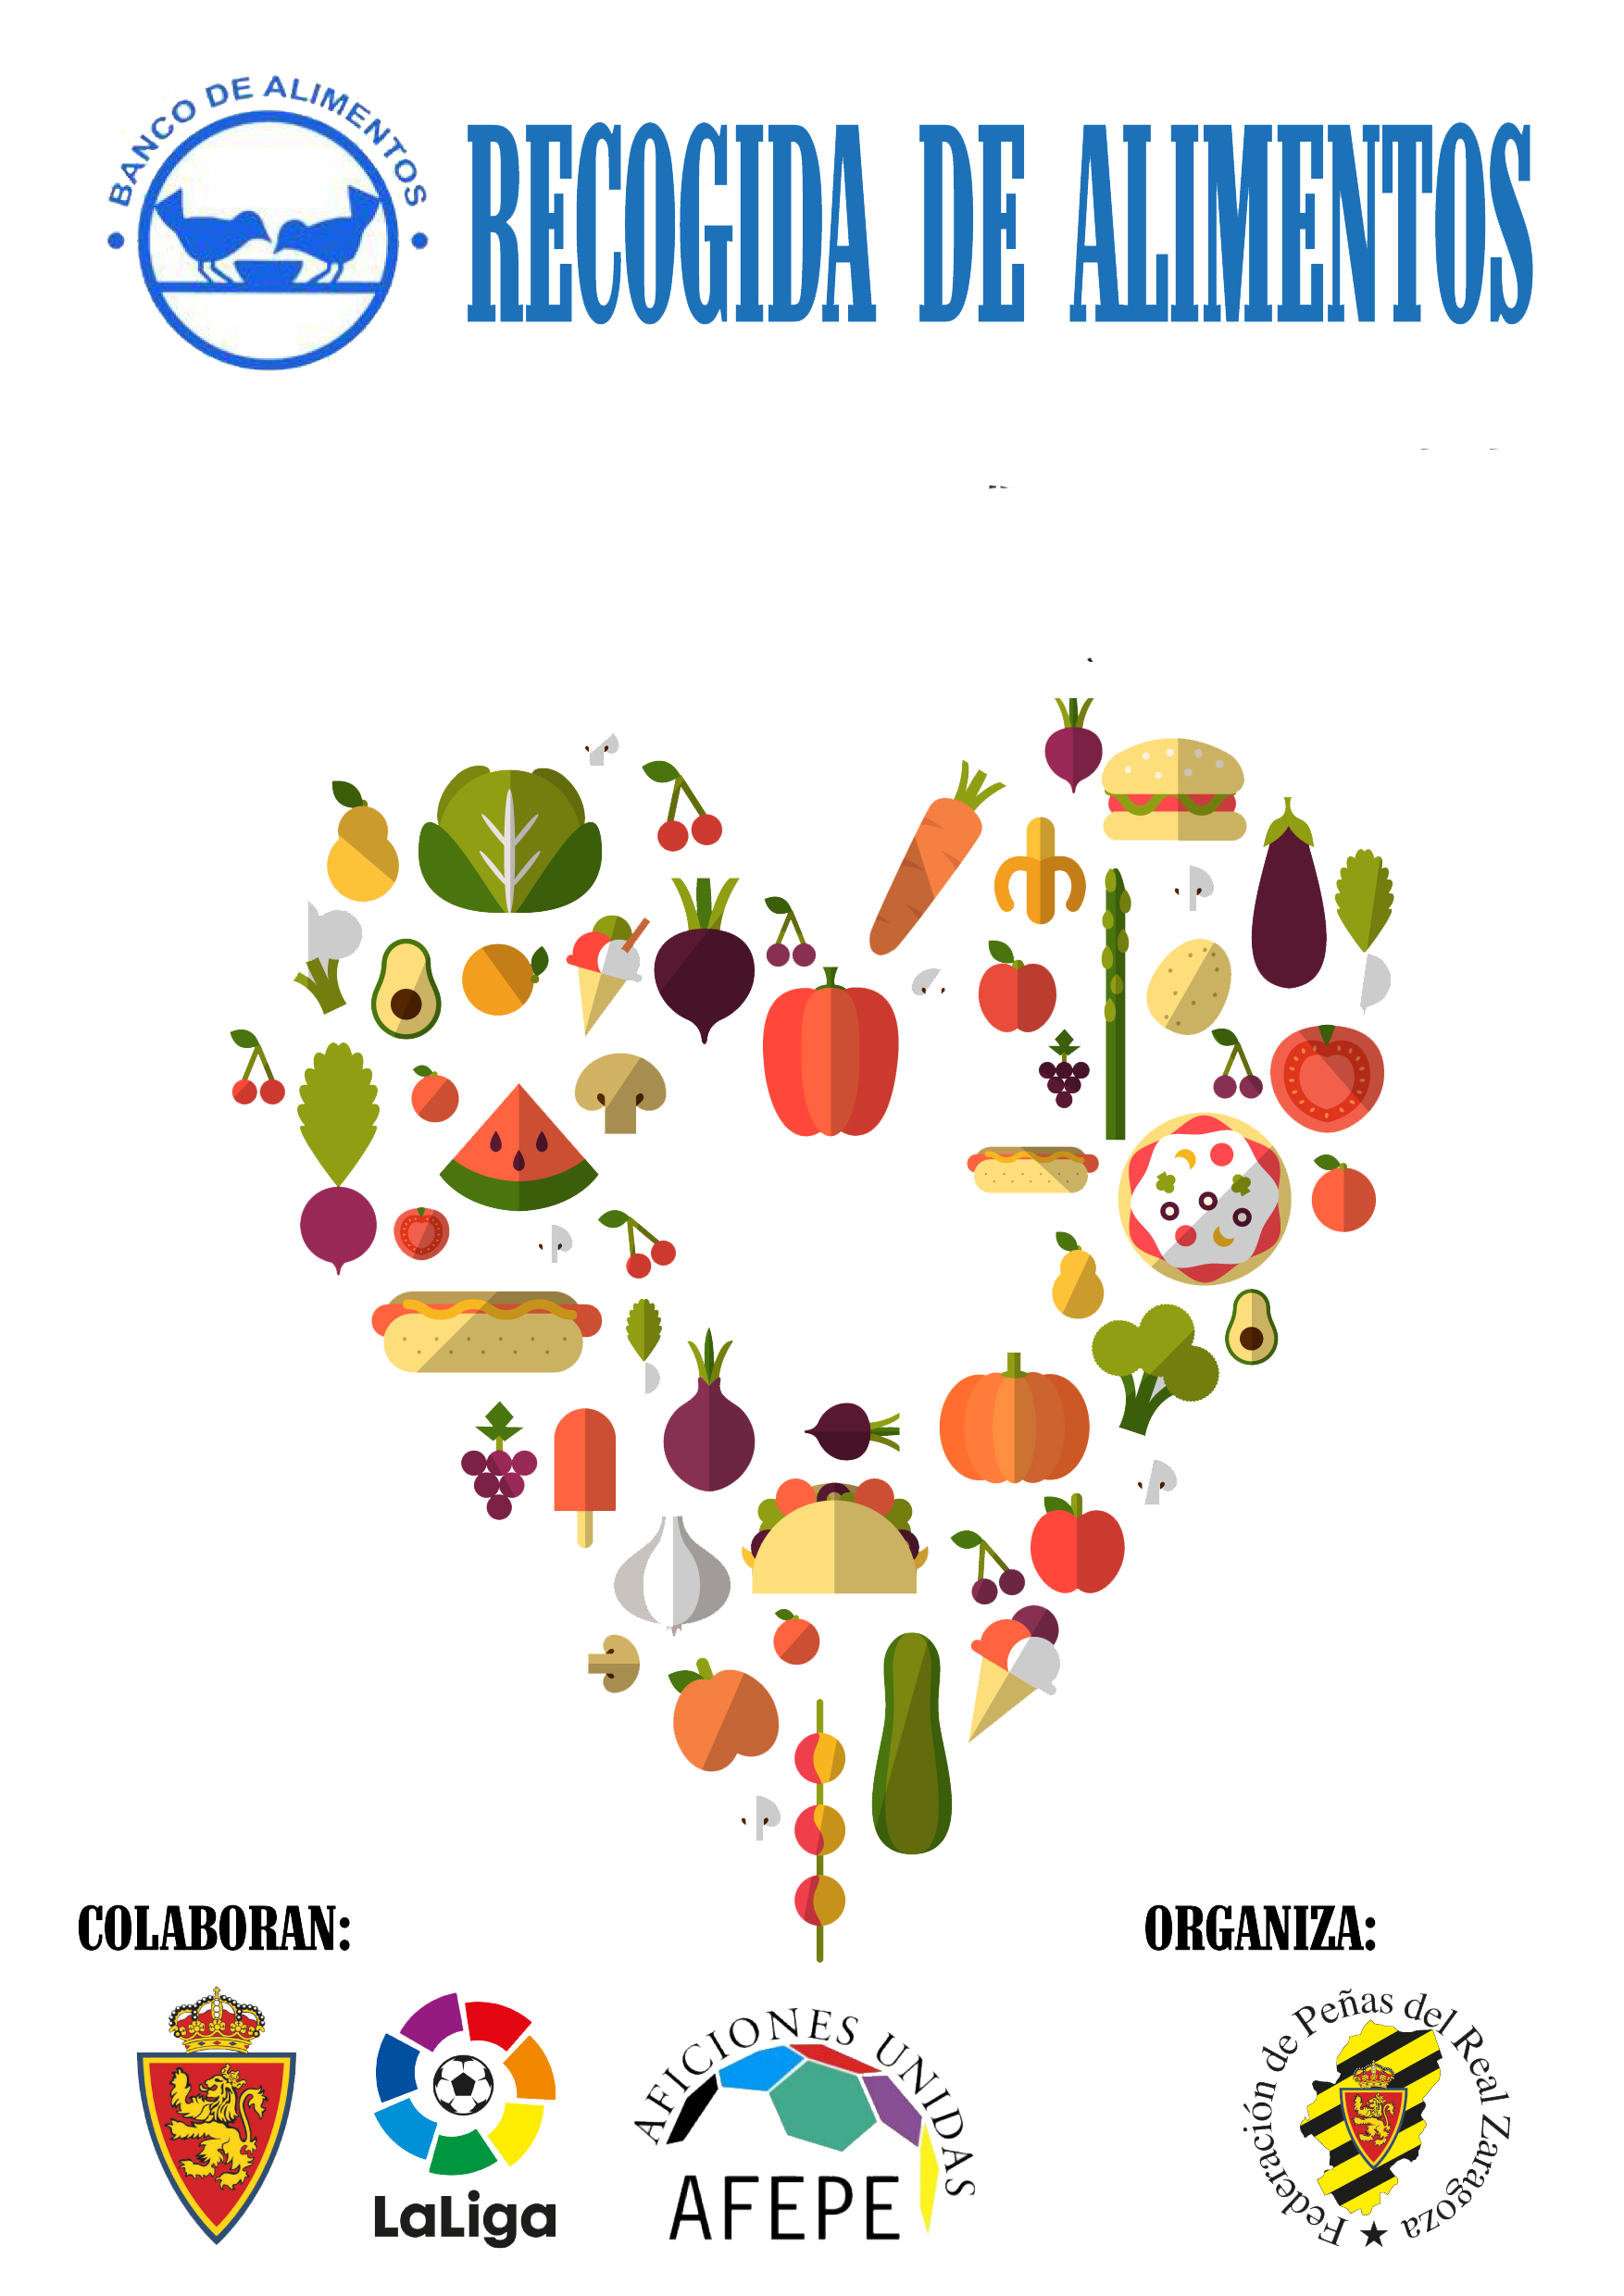 BANCO DE ALIMENTOS
RECOGIDA DE ALIMENTOS
COLABORAN:
ORGANIZA:
LaLiga
AFICIONES UNIDAS
AFEPE
Federación de Peñas del Real Zaragoza